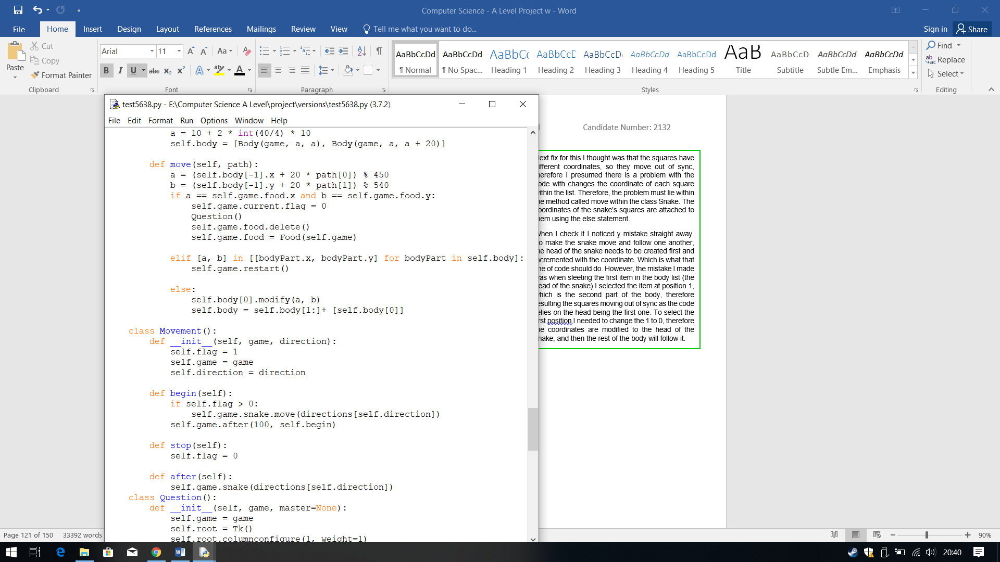 Computer Science - A Level Project w - Word
File Home Insert Design Layout References Mailings Review View Tell me what you want to do...
Sign in Share
Paste
Cut
Copy
Format Painter
Clipboard
Arial 11
Font
Paragraph
AaBbCcDd AaBbCcDd AaBbC AaBbCcD AaBbCcD AaBbCcDd AaBbCcDd AaB AaBbCcD AaBbCcDd AaBbCcDd
¶ Normal ¶ No Spac... Heading 1 Heading 2 Heading 3 Heading 4 Heading 5 Title Subtitle Subtle Em... Emphasis
Styles
Find
Replace
Select
Editing
test5638.py - E:\Computer Science A Level\project\versions\test5638.py (3.7.2)
File Edit Format Run Options Window Help
a = 10 + 2 * int(40/4) * 10
self.body = [Body(game, a, a), Body(game, a, a + 20)]
def move(self, path):
a = (self.body[-1].x + 20 * path[0]) % 450
b = (self.body[-1].y + 20 * path[1]) % 540
if a == self.game.food.x and b == self.game.food.y:
self.game.current.flag = 0
Question()
self.game.food.delete()
self.game.food = Food(self.game)
elif [a, b] in [[bodyPart.x, bodyPart.y] for bodyPart in self.body]:
self.game.restart()
else:
self.body[0].modify(a, b)
self.body = self.body[1:]+ [self.body[0]]
class Movement():
def __init__(self, game, direction):
self.flag = 1
self.game = game
self.direction = direction
def begin(self):
if self.flag > 0:
self.game.snake.move(directions[self.direction])
self.game.after(100, self.begin)
def stop(self):
self.flag = 0
def after(self):
self.game.snake(directions[self.direction])
class Question():
def __init__(self, game, master=None):
self.game = game
self.root = Tk()
self.root.columnconfigure(1, weight=1)
Candidate Number: 2132
ext fix for this I thought was that the squares have
fferent coordinates, so they move out of sync,
erefore I presumed there is a problem with the
ode with changes the coordinate of each square
ithin the list. Therefore, the problem must lie within
e method called move within the class Snake. The
oordinates of the snake's squares are attached to
em using the else statement.
hen I check it I noticed y mistake straight away.
o make the snake move and follow one another,
e head of the snake needs to be created first and
cremented with the coordinate. Which is what that
ne of code should do. However, the mistake I made
as when sleeting the first item in the body list (the
ead of the snake) I selected the item at position 1,
hich is the second part of the body, therefore
esulting the squares moving out of sync as the code
elies on the head being the first one. To select the
rst position I needed to change the 1 to 0, therefore
e coordinates are modified to the head of the
nake, and then the rest of the body will follow it.
Page 121 of 150 33392 words
90%
20:40